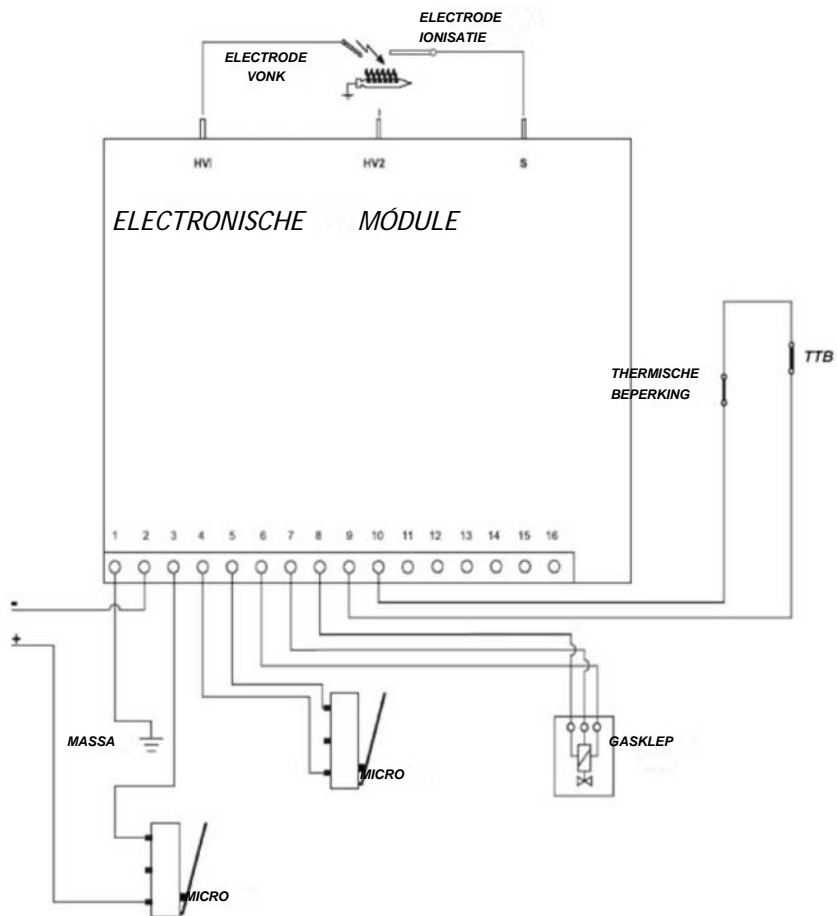 ELECTRODE
IONISATIE
ELECTRODE
VONK
HVI
HV2
S
ELECTRONISCHE MÓDULE
TTB
THERMISCHE
BEPERKING
1 2 3 4 5 6 7 8 9 10 11 12 13 14 15 16
-
+
MASSA
GASKLEP
MICRO
MICRO